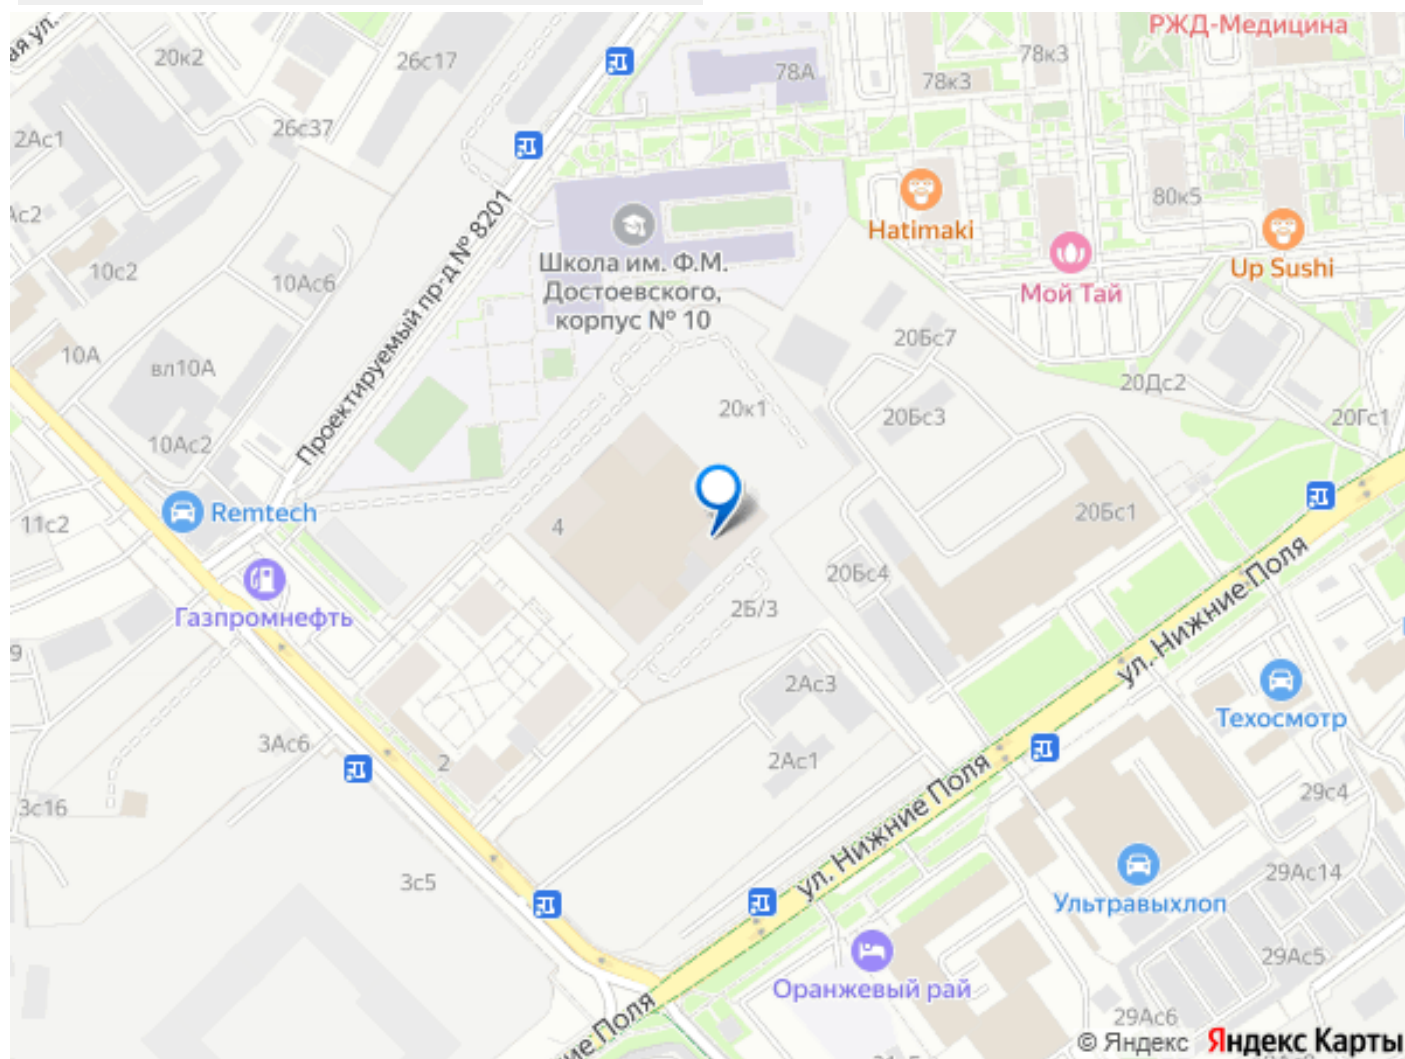 РЖД-Медицина
ая ул.
20к2
26с17
78А
78к3
78к3
2Ас1
26с37
Проектируемый пр-д № 8201
Hatimaki
80к5
Ас2
Up Sushi
Школа им. Ф.М.
Достоевского,
корпус № 10
Мой Тай
10с2
10Ас6
20Бс7
10А
вл10А
20Дс2
20к1
20Бс3
20Гс1
10Ас2
11с2
Remtech
4
20Бс1
20Бс4
ул. Нижние Поля
Газпромнефть
2Б/3
9
2Ас3
Техосмотр
3Ас6
2
2Ас1
ул. Нижние Поля
29с4
3с16
3с5
29Ас14
Ультравыхлоп
29Ас5
Оранжевый рай
29Ас6
ие Поля
© Яндекс Яндекс Карты